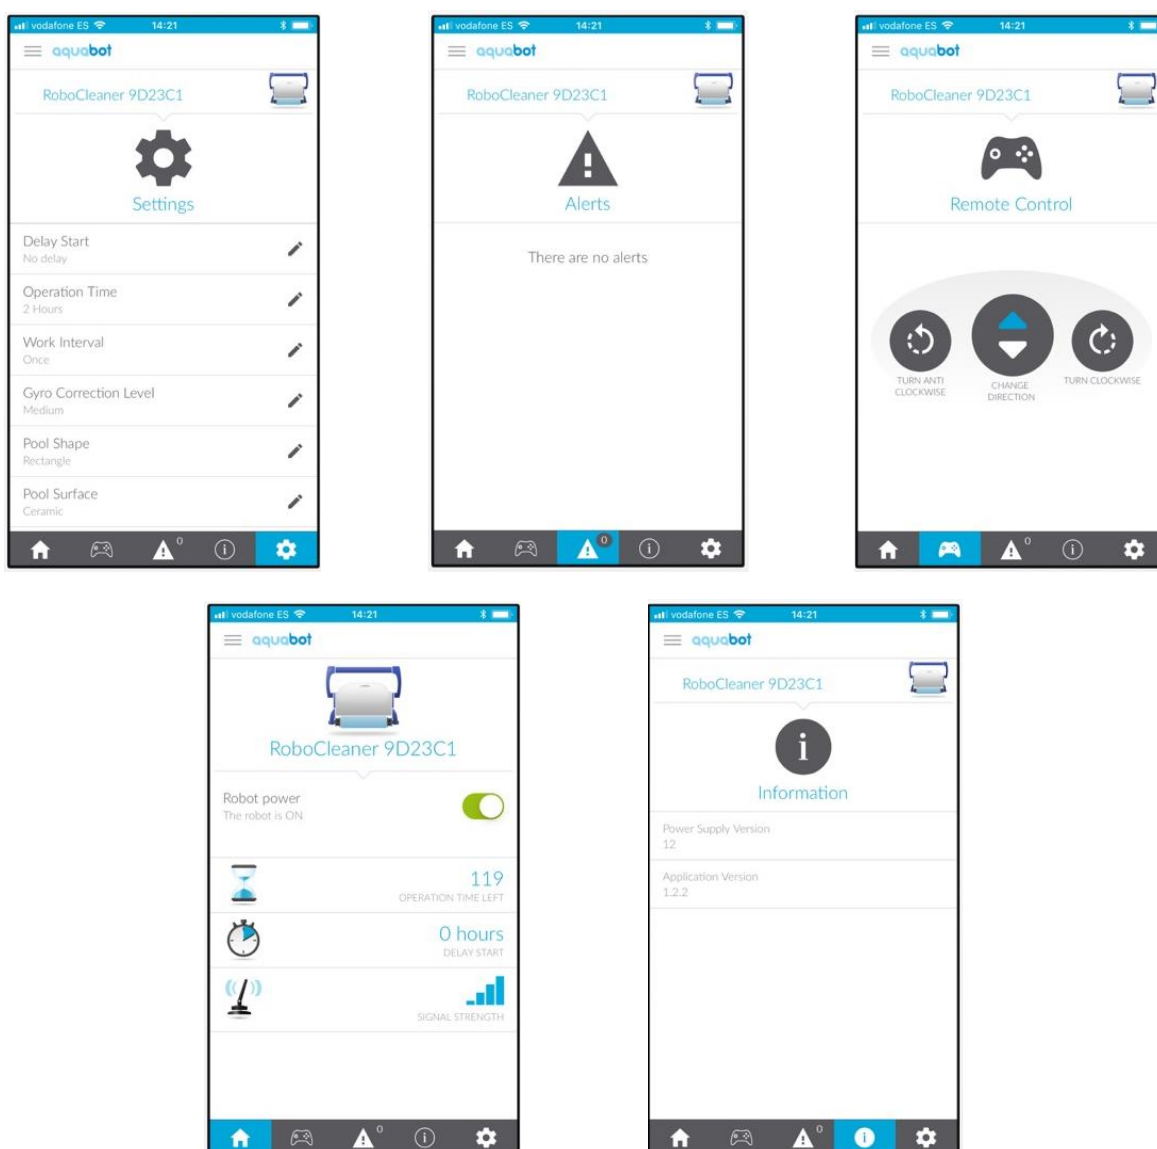 vodafone ES 14:21
aquabot
RoboCleaner 9D23C1
Settings
Delay Start
No delay
Operation Time
2 Hours
Work Interval
Once
Gyro Correction Level
Medium
Pool Shape
Rectangle
Pool Surface
Ceramic
0
vodafone ES 14:21
aquabot
RoboCleaner 9D23C1
Alerts
There are no alerts
0
vodafone ES 14:21
aquabot
RoboCleaner 9D23C1
Remote Control
TURN ANTI
CLOCKWISE
CHANGE
DIRECTION
TURN CLOCKWISE
0
vodafone ES 14:21
aquabot
RoboCleaner 9D23C1
Robot power
The robot is ON
119
OPERATION TIME LEFT
0 hours
DELAY START
SIGNAL STRENGTH
0
vodafone ES 14:21
aquabot
RoboCleaner 9D23C1
Information
Power Supply Version
12
Application Version
1.2.2
0